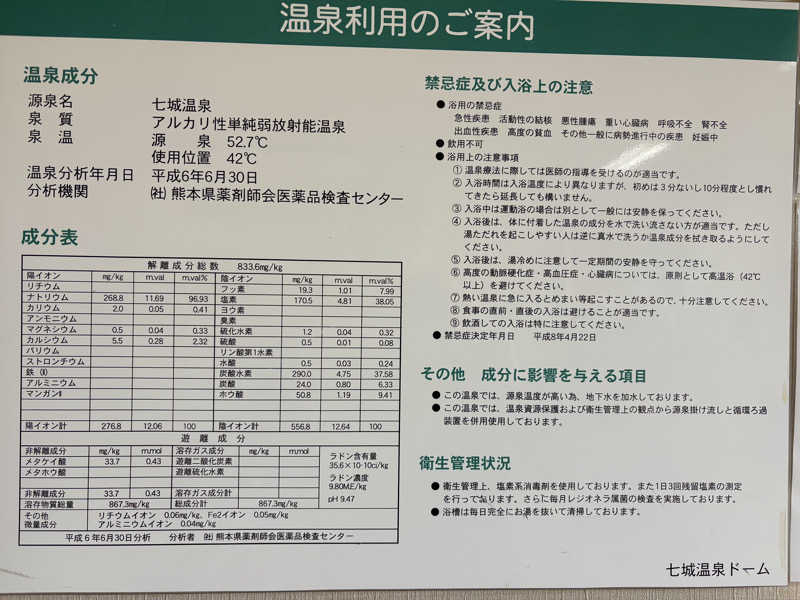 温泉利用のご案内
温泉成分
源泉名 七城温泉
泉質 アルカリ性単純弱放射能温泉
泉温 源泉 52.7℃
使用位置 42℃
温泉分析年月日 平成6年6月30日
分析機関 ㈳ 熊本県薬剤師会医薬品検査センター
成分表
解離成分総数 833.6mg/kg
陽イオン mg/kg m.val m.val% 陰イオン mg/kg m.val m.val%
リチウム フッ素 19.3 1.01 7.99
ナトリウム 268.8 11.69 96.93 塩素 170.5 4.81 38.05
カリウム 2.0 0.05 0.41 ヨウ素
アンモニウム 臭素
マグネシウム 0.5 0.04 0.33 硫化水素 1.2 0.04 0.32
カルシウム 5.5 0.28 2.32 硫酸 0.5 0.01 0.08
バリウム リン酸第1水素
ストロンチウム 水酸 0.5 0.03 0.24
鉄(Ⅱ) 炭酸水素 290.0 4.75 37.58
アルミニウム 炭酸 24.0 0.80 6.33
マンガンⅡ ホウ酸 50.8 1.19 9.41
陽イオン計 276.8 12.06 100 陰イオン計 556.8 12.64 100
遊離成分
非解離成分 mg/kg m.mol 溶存ガス成分 mg/kg m.mol
メタケイ酸 33.7 0.43 遊離二酸化炭素
メタホウ酸 遊離硫化水素
非解離成分 33.7 0.43 溶存ガス成分計
溶存物質総量 867.3mg/kg 総成分計 867.3mg/kg
ラドン含有量
35.6×10-10ci/kg
ラドン濃度
9.80M.E/kg
pH 9.47
その他 リチウムイオン 0.06mg/kg、Fe2イオン 0.05mg/kg
微量成分 アルミニウムイオン 0.04mg/kg
平成6年6月30日分析 分析者 ㈳ 熊本県薬剤師会医薬品検査センター
禁忌症及び入浴上の注意
●浴用の禁忌症
急性疾患 活動性の結核 悪性腫瘍 重い心臓病 呼吸不全 腎不全
出血性疾患 高度の貧血 その他一般に病勢進行中の疾患 妊娠中
●飲用不可
●浴用上の注意事項
①温泉療法に際しては医師の指導を受けるのが適当です。
②入浴時間は入浴温度により異なりますが、初めは3分ないし10分程度とし慣れ
てきたら延長しても構いません。
③入浴中は運動浴の場合は別として一般には安静を保ってください。
④入浴後は、体に付着した温泉の成分を水で洗い流さない方が適当です。ただし
湯ただれを起こしやすい人は逆に真水で洗うか温泉成分を拭き取るようにして
ください。
⑤入浴後は、湯冷めに注意して一定期間の安静を守ってください。
⑥高度の動脈硬化症・高血圧症・心臓病については、原則として高温浴（42℃
以上）を避けてください。
⑦熱い温泉に急に入るとめまい等起こすことがあるので、十分注意してください。
⑧食事の直前・直後の入浴は避けることが適当です。
⑨飲酒しての入浴は特に注意してください。
●禁忌症決定年月日 平成8年4月22日
その他 成分に影響を与える項目
●この温泉では、源泉温度が高い為、地下水を加水しております。
●この温泉では、温泉資源保護および衛生管理上の観点から源泉掛け流しと循環ろ過
装置を併用使用しております。
衛生管理状況
●衛生管理上、塩素系消毒剤を使用しております。また1日3回残留塩素の測定
を行っております。さらに毎月レジオネラ属菌の検査を実施しております。
●浴槽は毎日完全にお湯を抜いて清掃しております。
七城温泉ドーム